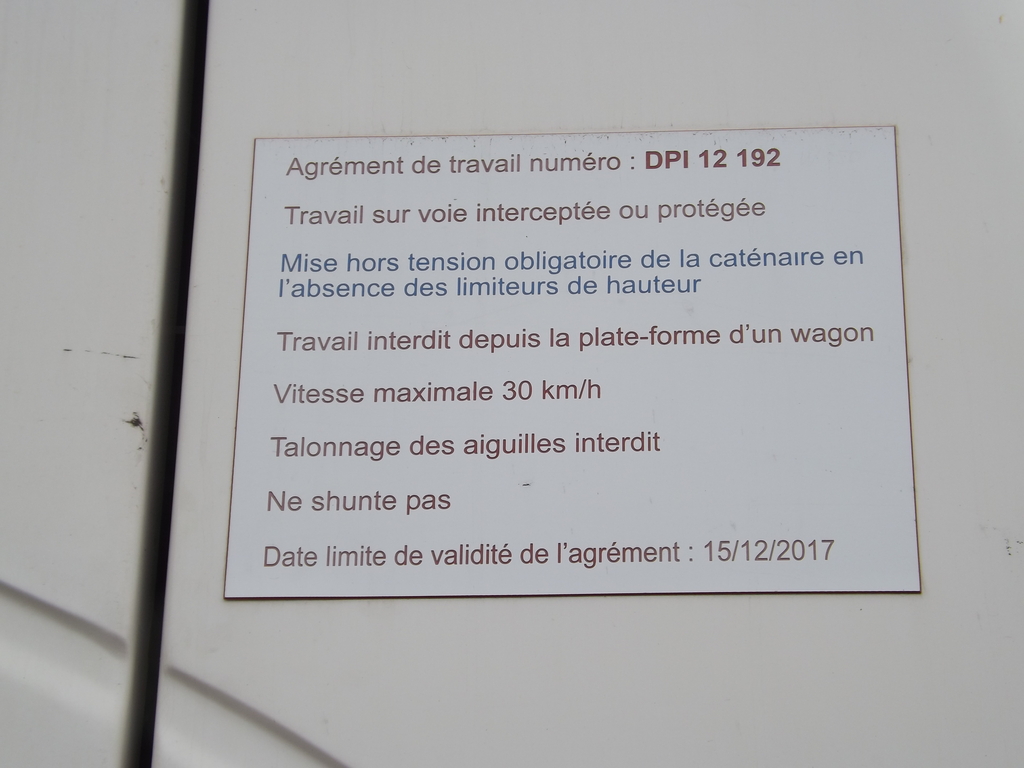 Agrément de travail numéro : DPI 12 192
Travail sur voie interceptée ou protégée
Mise hors tension obligatoire de la caténaire en
l'absence des limiteurs de hauteur
Travail interdit depuis la plate-forme d'un wagon
Vitesse maximale 30 km/h
Talonnage des aiguilles interdit
Ne shunte pas
Date limite de validité de l'agrément : 15/12/2017